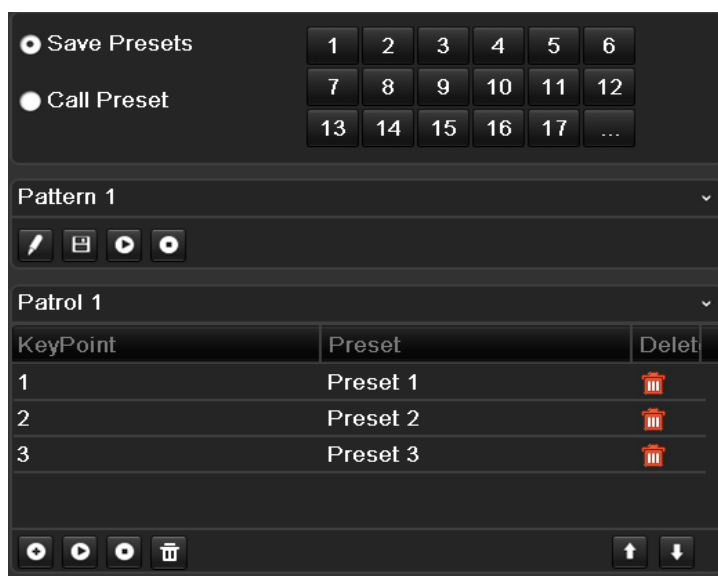 Save Presets
1 2 3 4 5 6
Call Preset
7 8 9 10 11 12
13 14 15 16 17 ...
Pattern 1
Patrol 1
KeyPoint Preset Delet
1 Preset 1
2 Preset 2
3 Preset 3